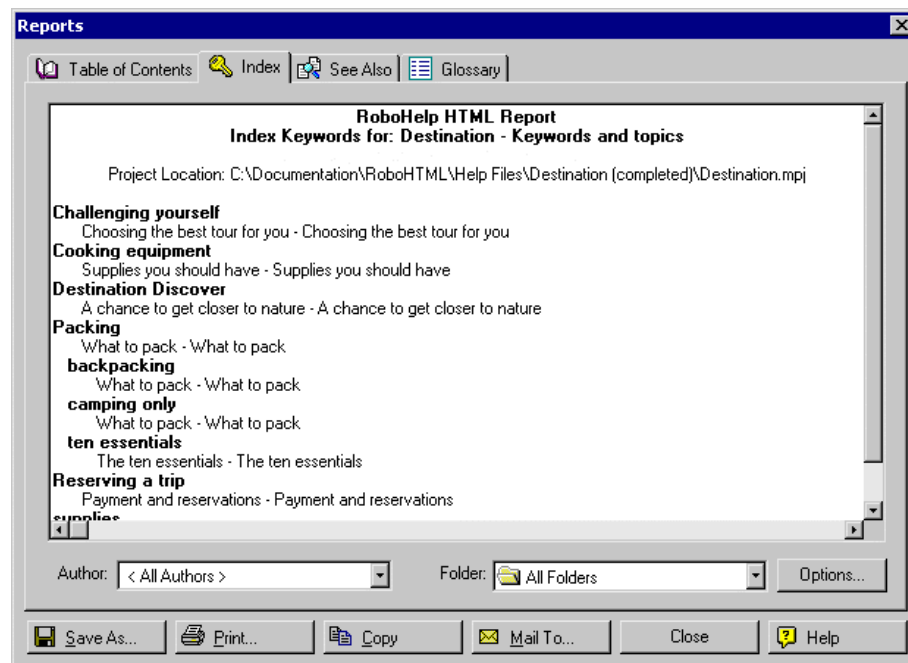 Reports
Table of Contents Index See Also Glossary
RoboHelp HTML Report
Index Keywords for: Destination - Keywords and topics
Project Location: C:\Documentation\RoboHTML\Help Files\Destination (completed)\Destination.mpj
Challenging yourself
Choosing the best tour for you - Choosing the best tour for you
Cooking equipment
Supplies you should have - Supplies you should have
Destination Discover
A chance to get closer to nature - A chance to get closer to nature
Packing
What to pack - What to pack
backpacking
What to pack - What to pack
camping only
What to pack - What to pack
ten essentials
The ten essentials - The ten essentials
Reserving a trip
Payment and reservations - Payment and reservations
supplies
Author: < All Authors > Folder: All Folders Options...
Save As... Print... Copy Mail To... Close Help